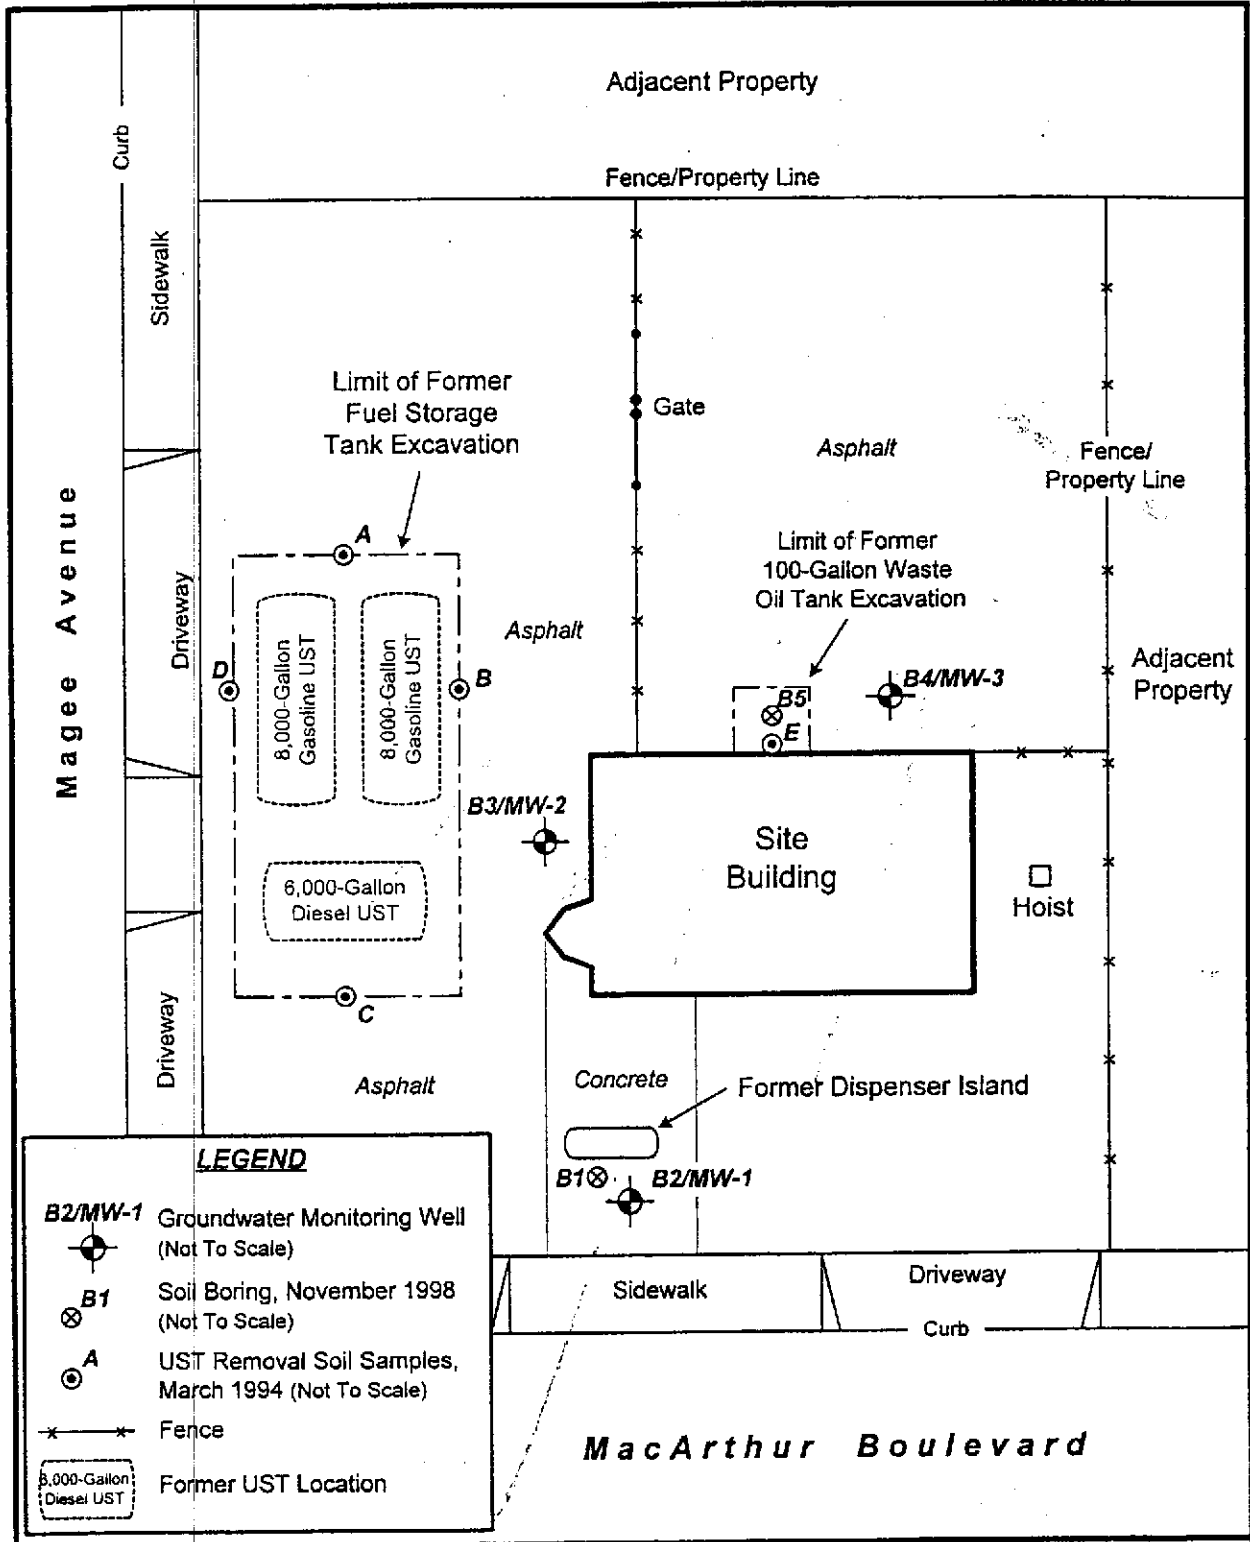 Adjacent Property
Curb
Fence/Property Line
Sidewalk
Limit of Former
Fuel Storage
Tank Excavation
Gate
Asphalt
Fence/
Property Line
Magee Avenue
Driveway
A
Limit of Former
100-Gallon Waste
Oil Tank Excavation
8,000-Gallon
Gasoline UST
8,000-Gallon
Gasoline UST
Asphalt
D
B
B5
E
B4/MW-3
Adjacent
Property
B3/MW-2
Site
Building
6,000-Gallon
Diesel UST
Hoist
C
Driveway
Asphalt
Concrete
Former Dispenser Island
B1
B2/MW-1
LEGEND
B2/MW-1 Groundwater Monitoring Well
(Not To Scale)
B1 Soil Boring, November 1998
(Not To Scale)
A UST Removal Soil Samples,
March 1994 (Not To Scale)
Fence
6,000-Gallon
Diesel UST
Former UST Location
Sidewalk
Driveway
Curb
MacArthur Boulevard